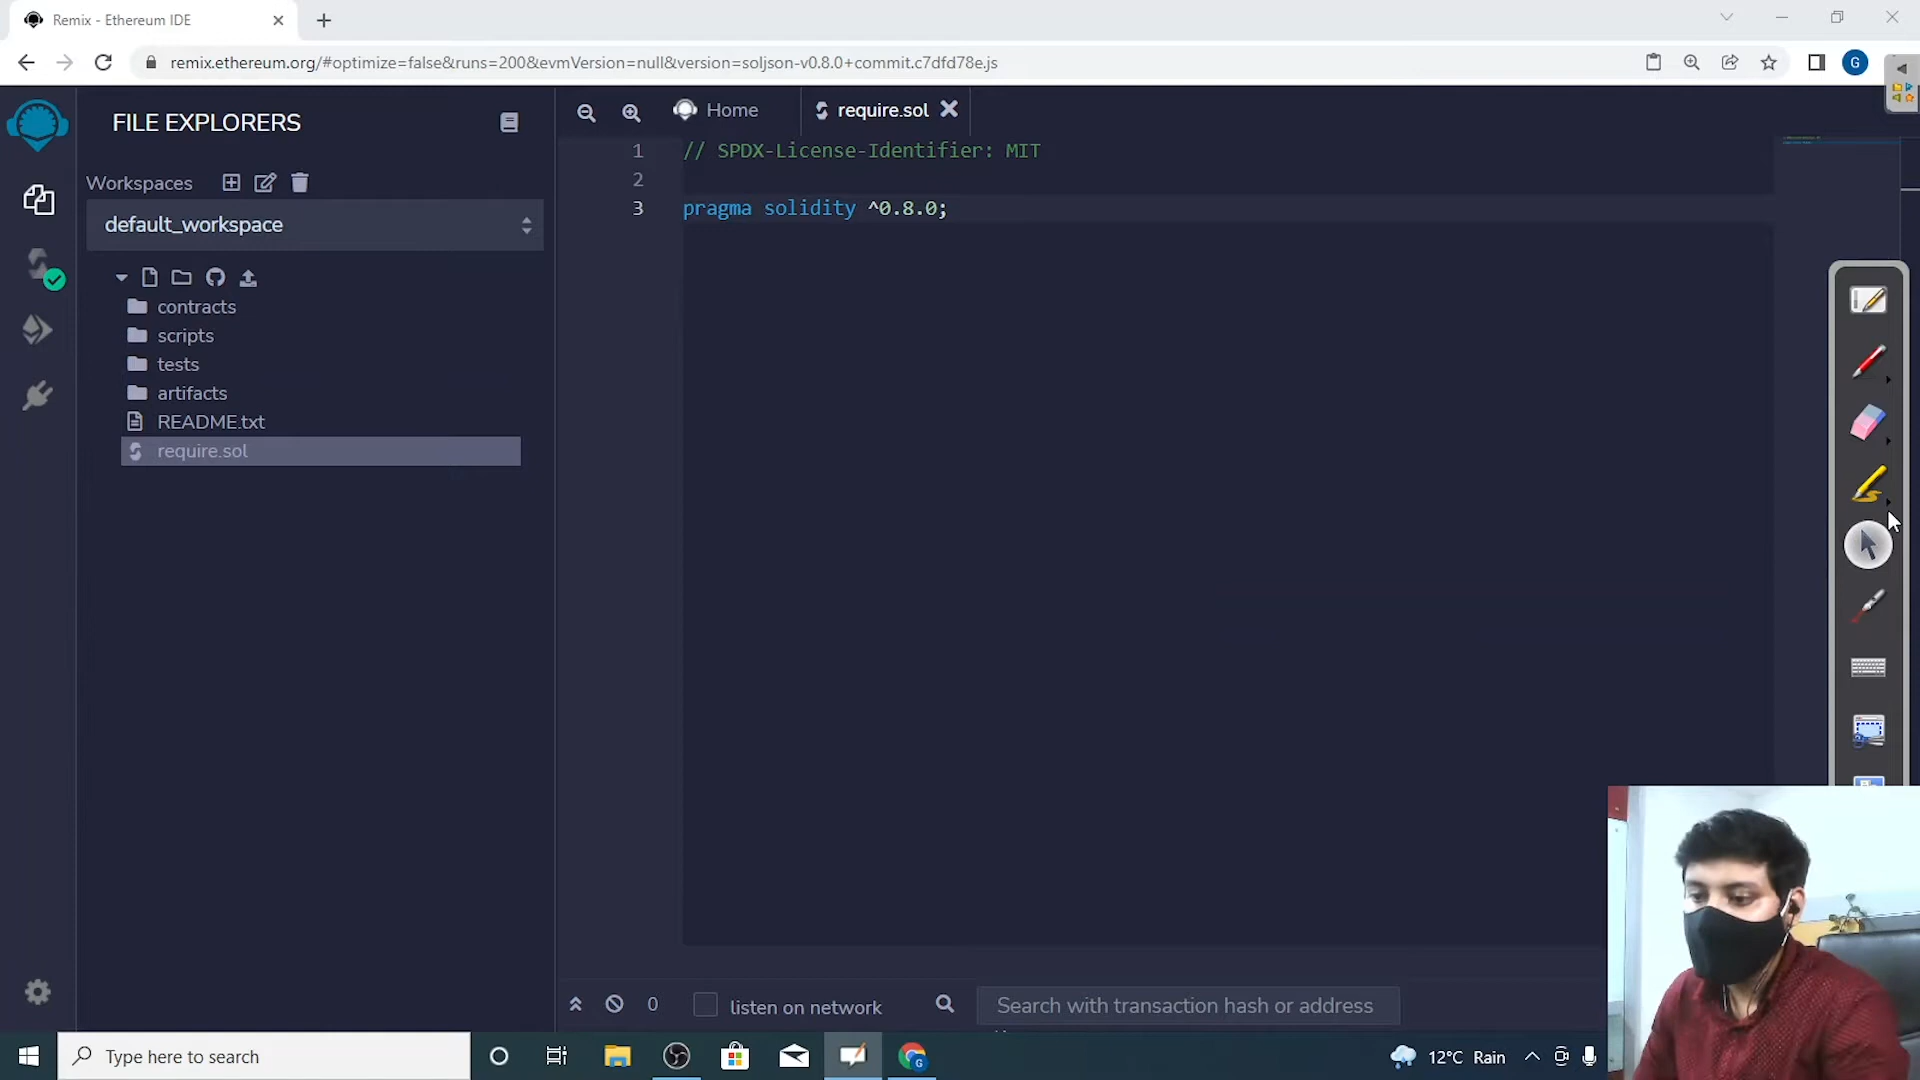 Remix - Ethereum IDE
remix.ethereum.org/#optimize=false&runs=200&evmVersion=null&version=soljson-v0.8.0+commit.c7dfd78e.js
G
FILE EXPLORERS
Home
require.sol
Workspaces
default_workspace
contracts
scripts
tests
artifacts
README.txt
require.sol
1 // SPDX-License-Identifier: MIT
2
3 pragma solidity ^0.8.0;
0
listen on network
Search with transaction hash or address
Type here to search
G
12°C Rain